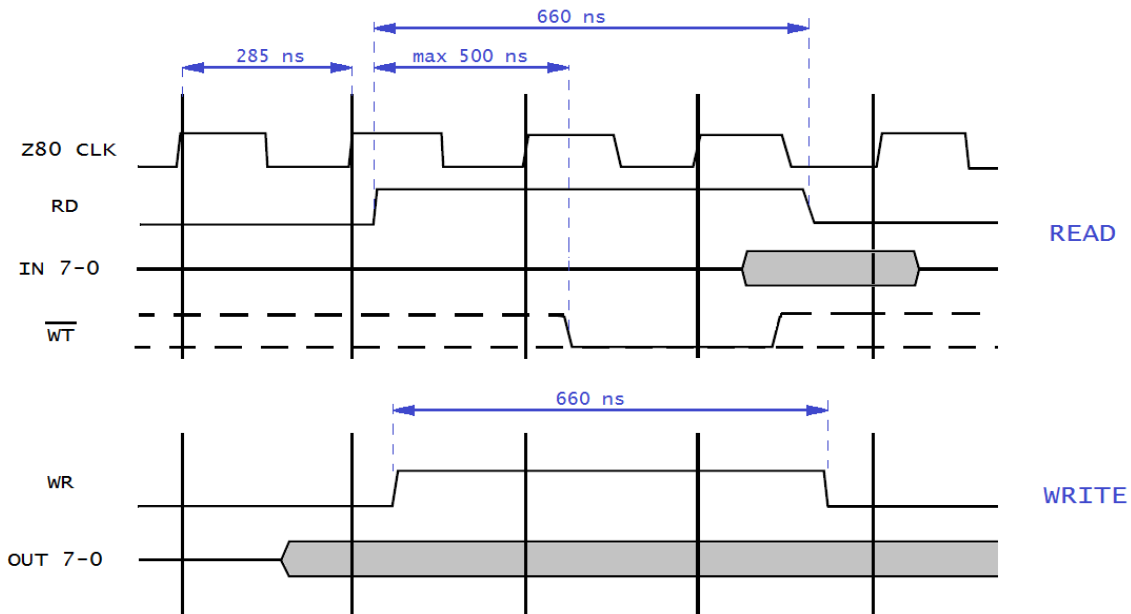 660 ns
285 ns
max 500 ns
Z80 CLK
RD
READ
IN 7-0
WT
660 ns
WR
WRITE
OUT 7-0